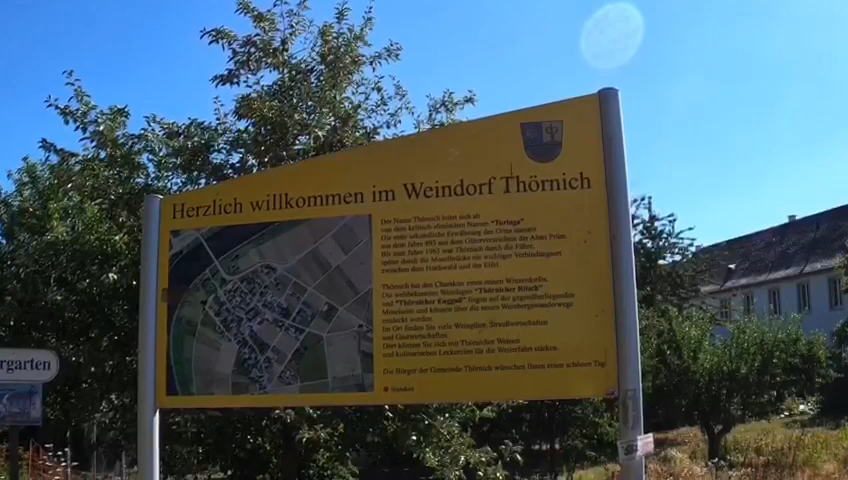 Herzlich willkommen im Weindorf Thörnich
Der Name Thörnich leitet sich ab
von dem keltisch-römischen Namen "Turinga"
Die erste urkundliche Erwähnung des Ortes stammt
aus dem Jahre 893 aus dem Güterverzeichnis der Abtei Prüm.
Bis zum Jahre 1963 war Thörnich durch die Fähre,
später durch die Moselbrücke ein wichtiger Verbindungsort
zwischen dem Hunsrück und der Eifel.
Thörnich hat den Charakter eines reinen Winzerdorfes.
Die weltbekannten Weinlagen "Thörnicher Ritsch"
und "Thörnicher Enggaß" liegen auf der gegenüberliegenden
Moselseite und können über die neuen Weinbergswanderwege
entdeckt werden.
Im Ort finden Sie viele Weingüter, Straußwirtschaften
und Gästewirtschaften.
Dort können Sie sich mit Thörnicher Weinen
und kulinarischen Leckereien für die Weiterfahrt stärken.
Die Bürger der Gemeinde Thörnich wünschen Ihnen einen schönen Tag.
Standort
rgarten